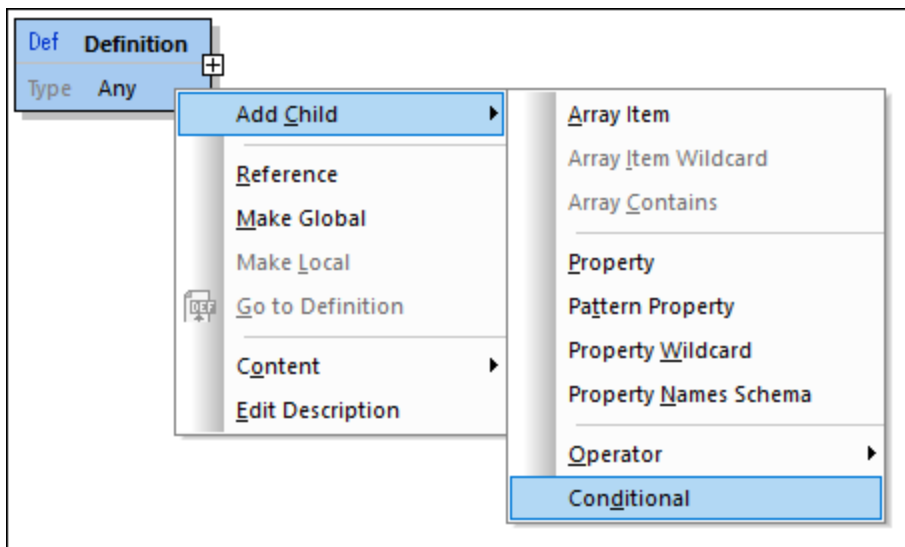 Def Definition
Type Any
Add Child
Reference
Make Global
Make Local
DEF Go to Definition
Content
Edit Description
Array Item
Array Item Wildcard
Array Contains
Property
Pattern Property
Property Wildcard
Property Names Schema
Operator
Conditional